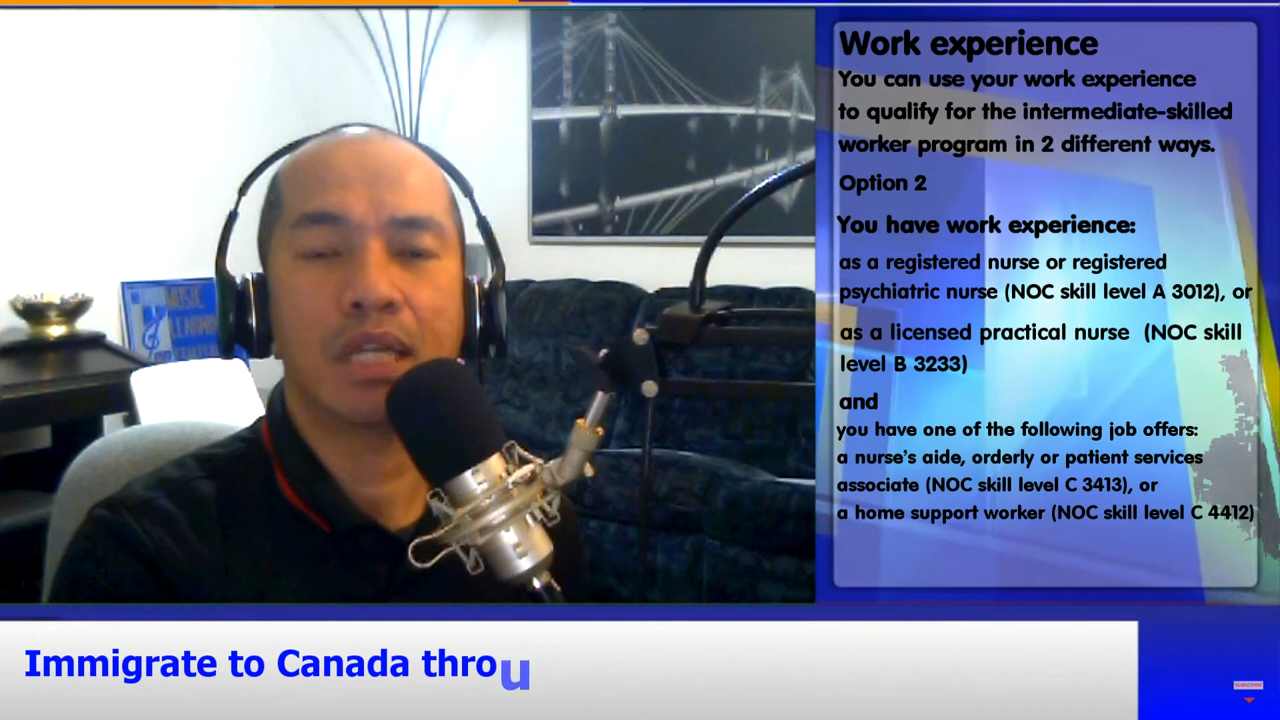 Work experience
You can use your work experience
to qualify for the intermediate-skilled
worker program in 2 different ways.
Option 2
You have work experience:
as a registered nurse or registered
psychiatric nurse (NOC skill level A 3012), or
as a licensed practical nurse (NOC skill
level B 3233)
and
you have one of the following job offers:
a nurse's aide, orderly or patient services
associate (NOC skill level C 3413), or
a home support worker (NOC skill level C 4412)
MUSIC
LEARNING
Immigrate to Canada throu
SUBSCRIBE